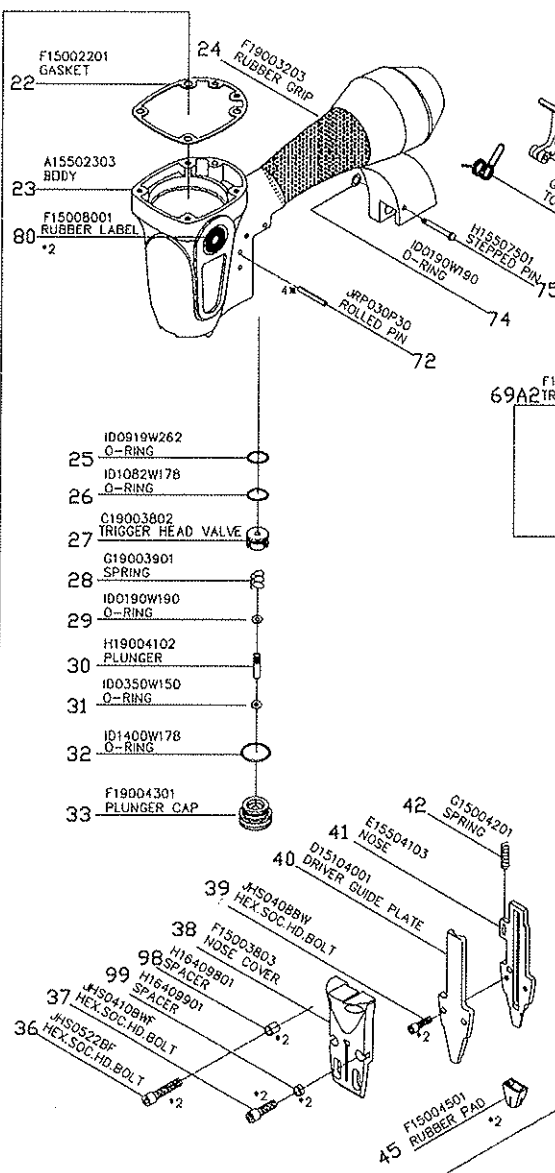 F15002201
22 GASKET
24 F19003203
RUBBER GRIP
A15502303
23 BODY
F15008001
80 RUBBER LABEL
*2
H15507501
STEPPED PIN
75
ID0190W190
O-RING
74
4*
JRP030P30
ROLLED PIN
72
69A2
ID0919W262
25 O-RING
ID1082W178
26 O-RING
C19003802
27 TRIGGER HEAD VALVE
G19003901
28 SPRING
ID0190W190
29 O-RING
H19004102
30 PLUNGER
ID0350W150
31 O-RING
ID1400W178
32 O-RING
F19004301
33 PLUNGER CAP
42 G15004201
SPRING
41 E15504103
NOSE
40 D15104001
DRIVER GUIDE PLATE
39 JHS0408BW
HEX.SOC.HD.BOLT
*2
38 F15003803
NOSE COVER
98 H16409801
SPACER
*2
99 H16409901
SPACER
*2
37 JHS0410BWF
HEX.SOC.HD.BOLT
*2
36 JHS0522BF
HEX.SOC.HD.BOLT
*2
45 F15004501
RUBBER PAD
*2